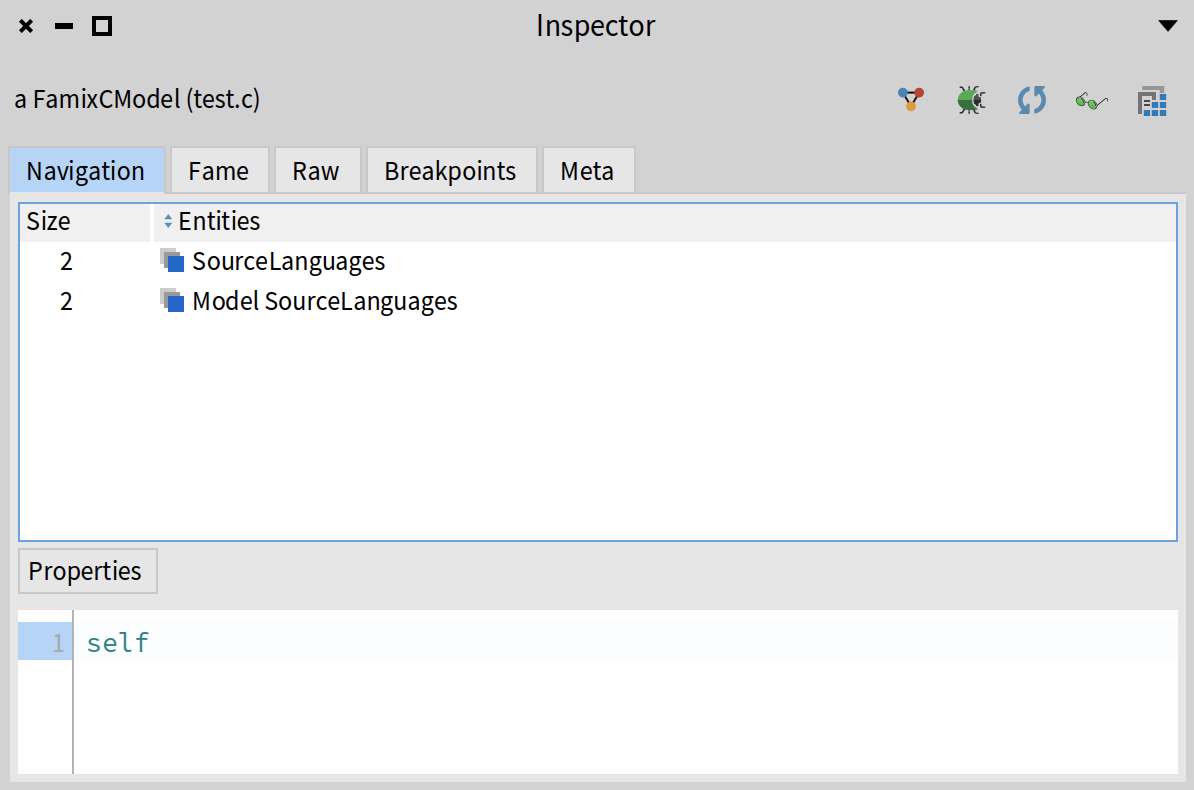 Inspector
a FamixCModel (test.c)
Navigation Fame Raw Breakpoints Meta
Size Entities
2 SourceLanguages
2 Model SourceLanguages
Properties
1 self